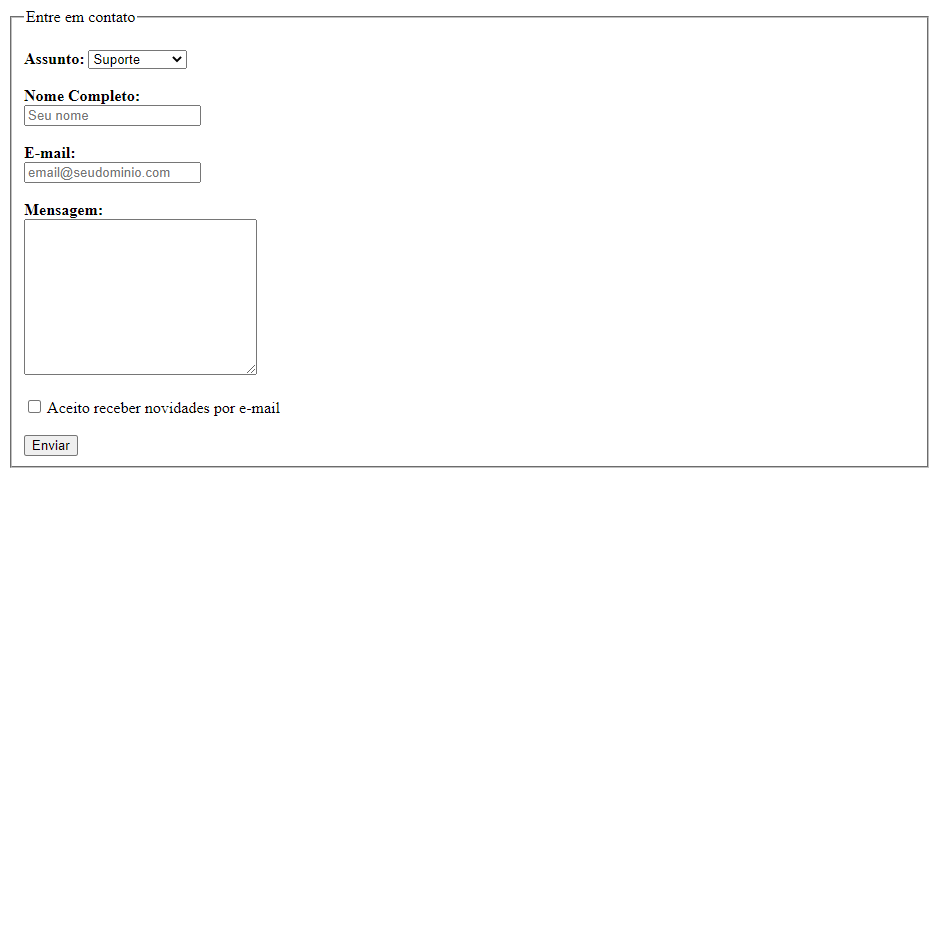 Entre em contato
Assunto: Suporte
Nome Completo:
Seu nome
E-mail:
email@seudominio.com
Mensagem:
Aceito receber novidades por e-mail
Enviar